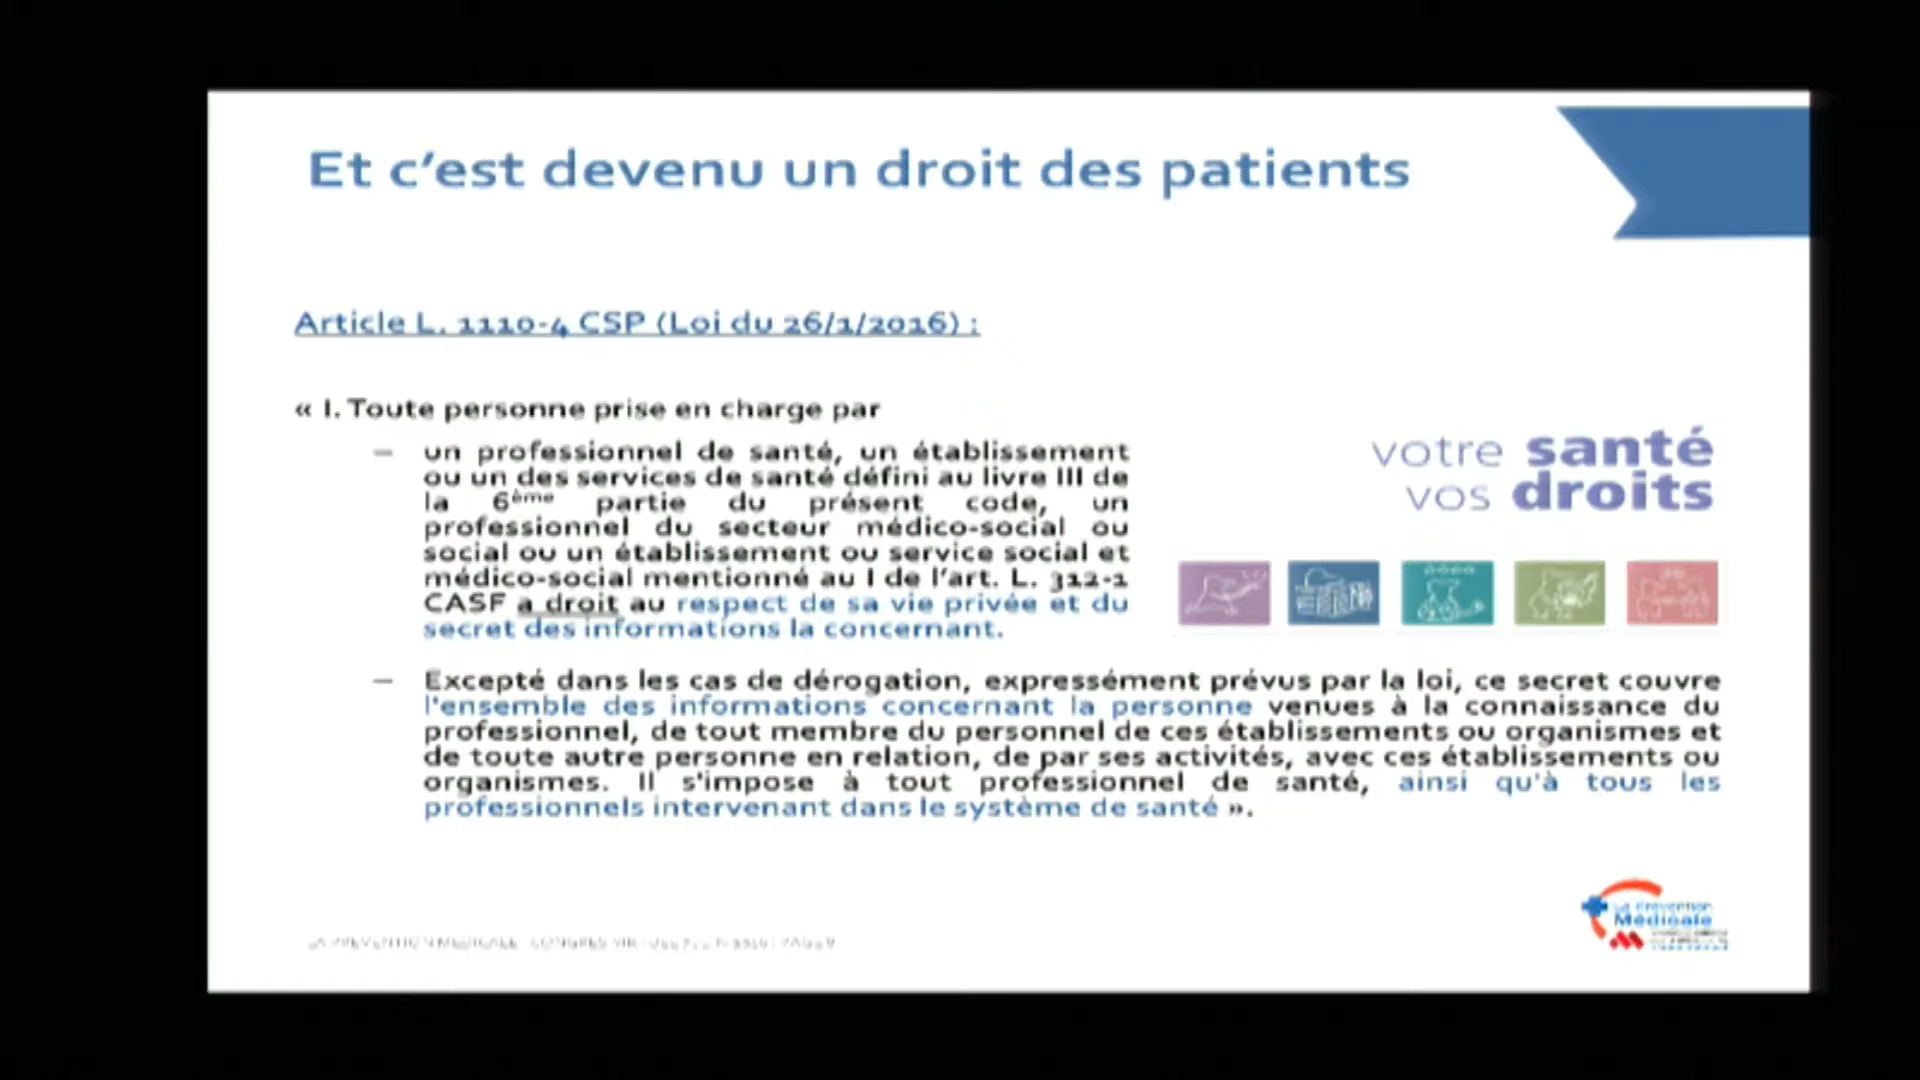 Et c’est devenu un droit des patients
Article L. 1110-4 CSP (Loi du 26/1/2016) :
« I. Toute personne prise en charge par
– un professionnel de santé, un établissement
ou un des services de santé défini au livre III de
la 6ème partie du présent code, un
professionnel du secteur médico-social ou
social ou un établissement ou service social et
médico-social mentionné au I de l’art. L. 312-1
CASF a droit au respect de sa vie privée et du
secret des informations la concernant.
votre santé
vos droits
– Excepté dans les cas de dérogation, expressément prévus par la loi, ce secret couvre
l'ensemble des informations concernant la personne venues à la connaissance du
professionnel, de tout membre du personnel de ces établissements ou organismes et
de toute autre personne en relation, de par ses activités, avec ces établissements ou
organismes. Il s'impose à tout professionnel de santé, ainsi qu'à tous les
professionnels intervenant dans le système de santé ».
La Prévention
Médicale
LA PREVENTION MEDICALE